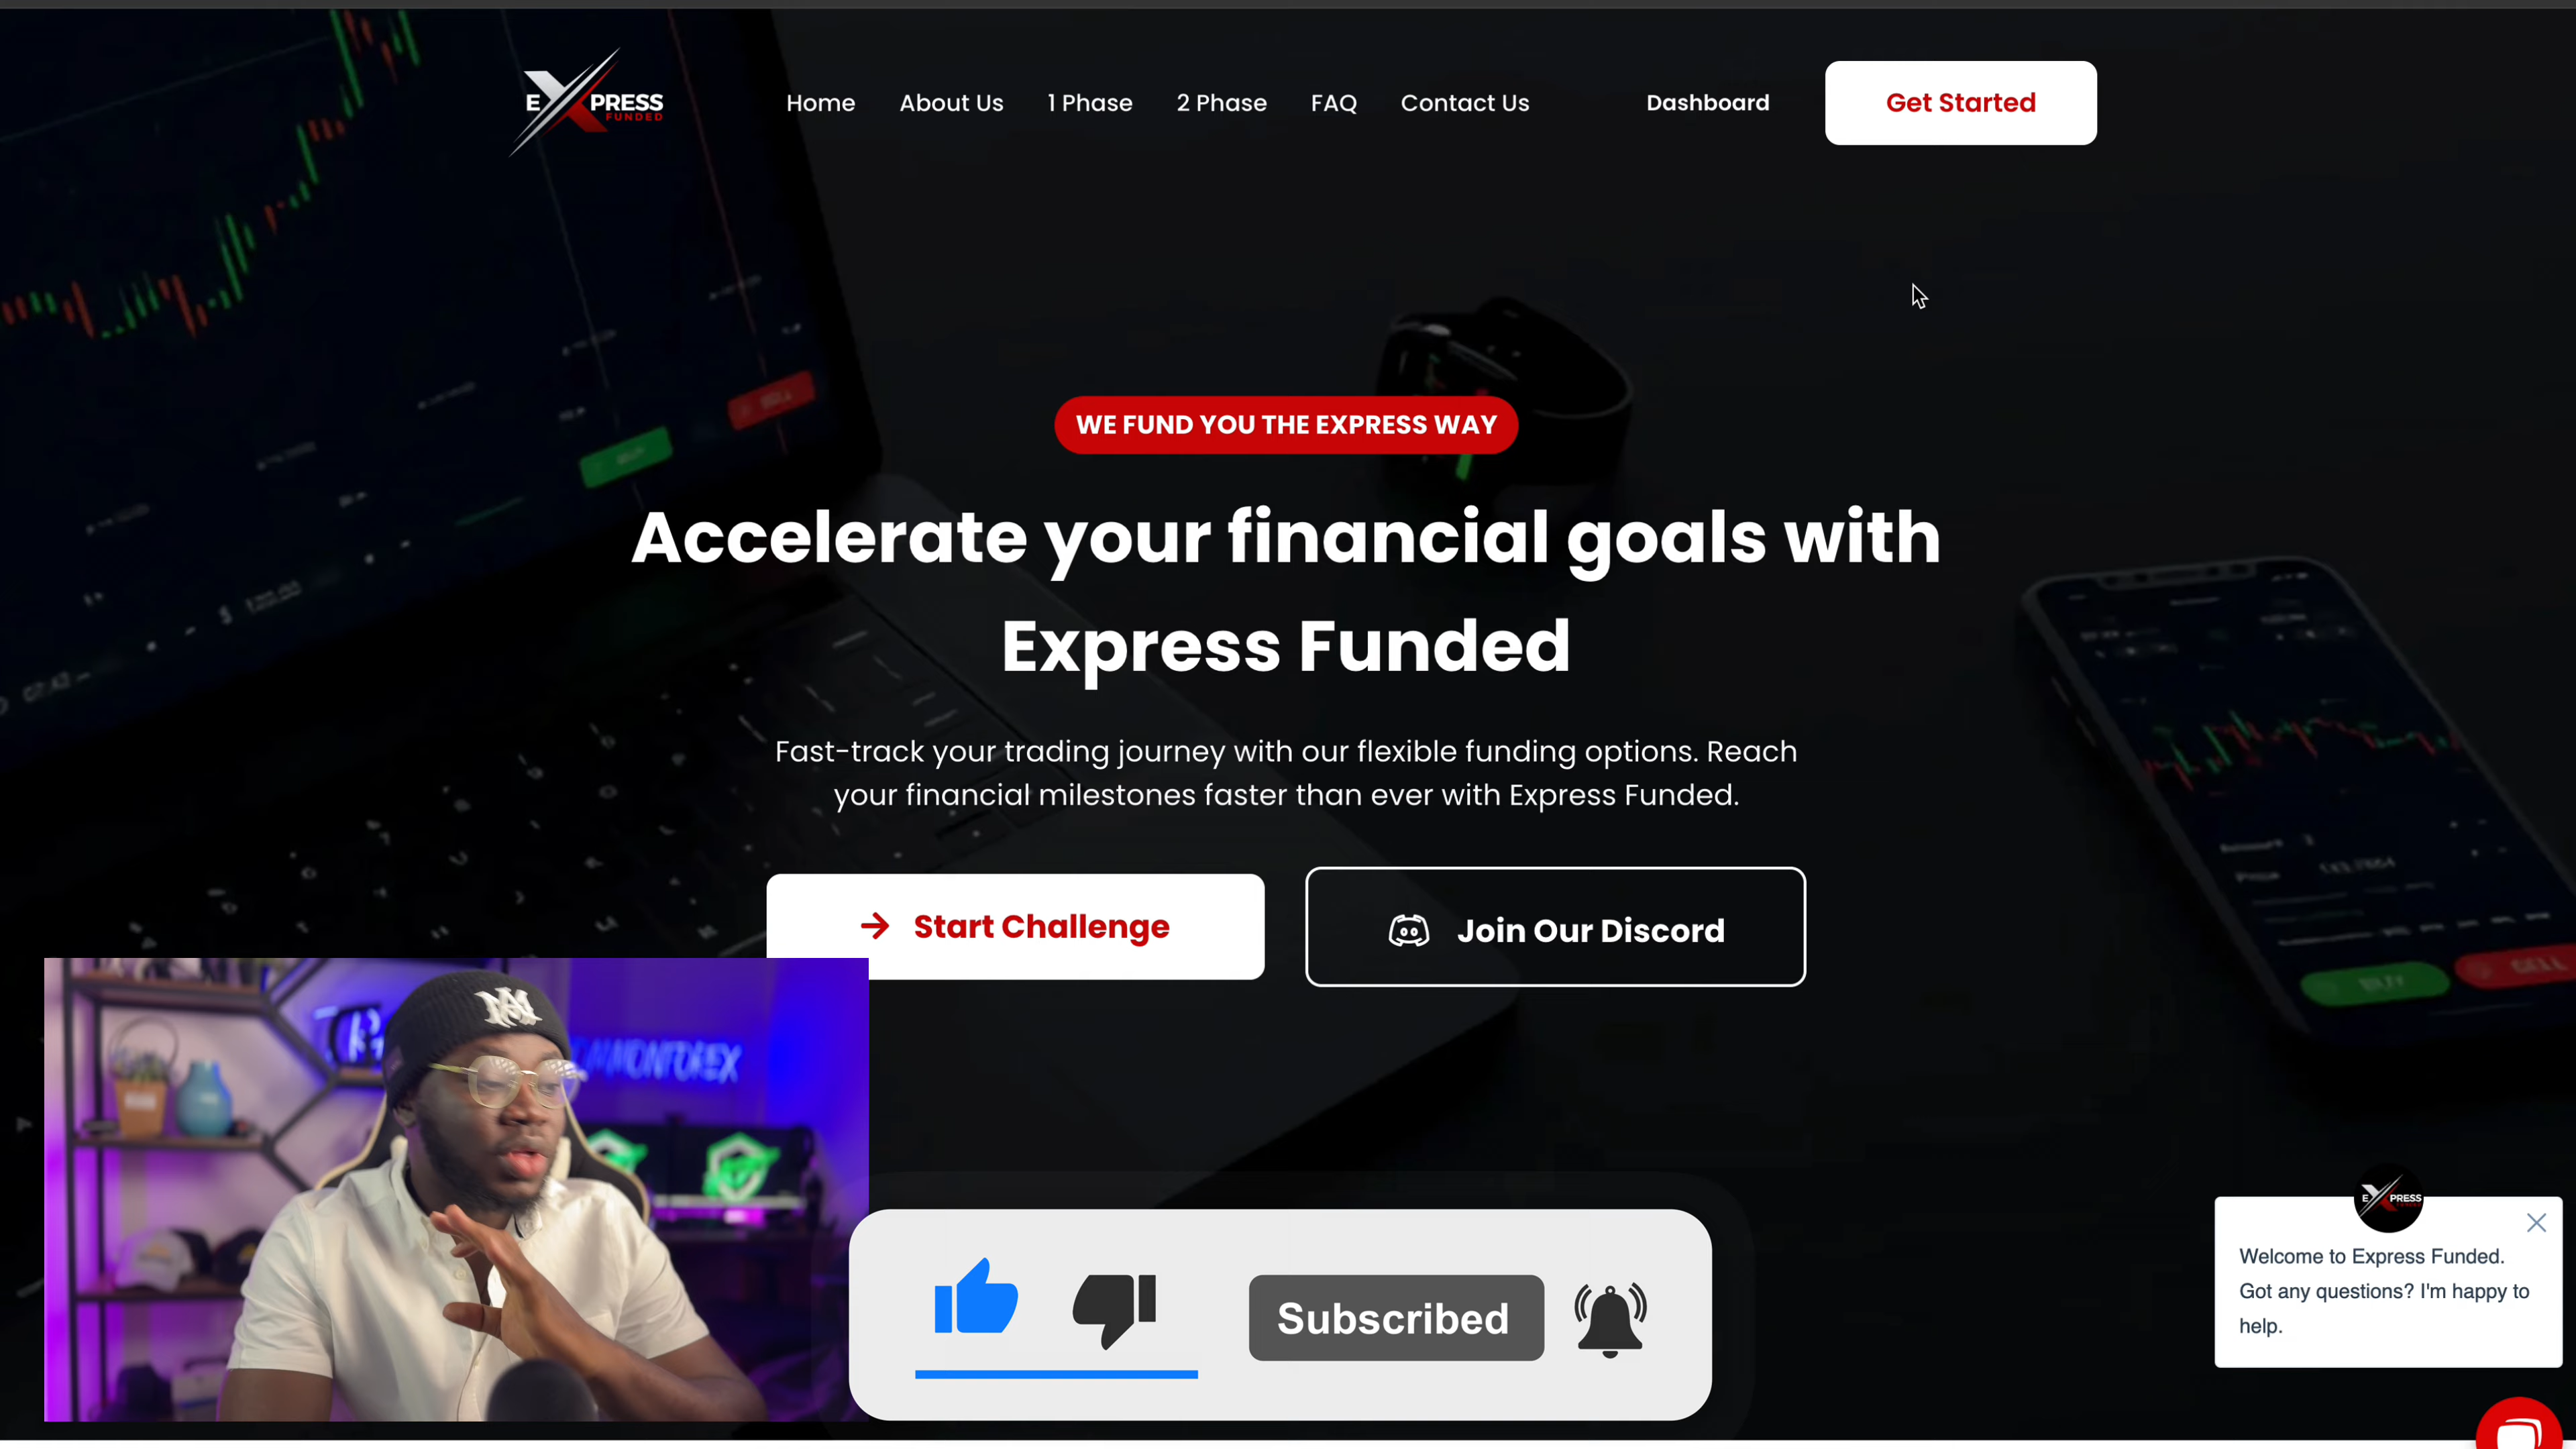 EXPRESS
FUNDED
Home
About Us
1 Phase
2 Phase
FAQ
Contact Us
Dashboard
Get Started
WE FUND YOU THE EXPRESS WAY
Accelerate your financial goals with
Express Funded
Fast-track your trading journey with our flexible funding options. Reach
your financial milestones faster than ever with Express Funded.
Start Challenge
Join Our Discord
BUY
SELL
Subscribed
EXPRESS
Welcome to Express Funded.
Got any questions? I'm happy to
help.